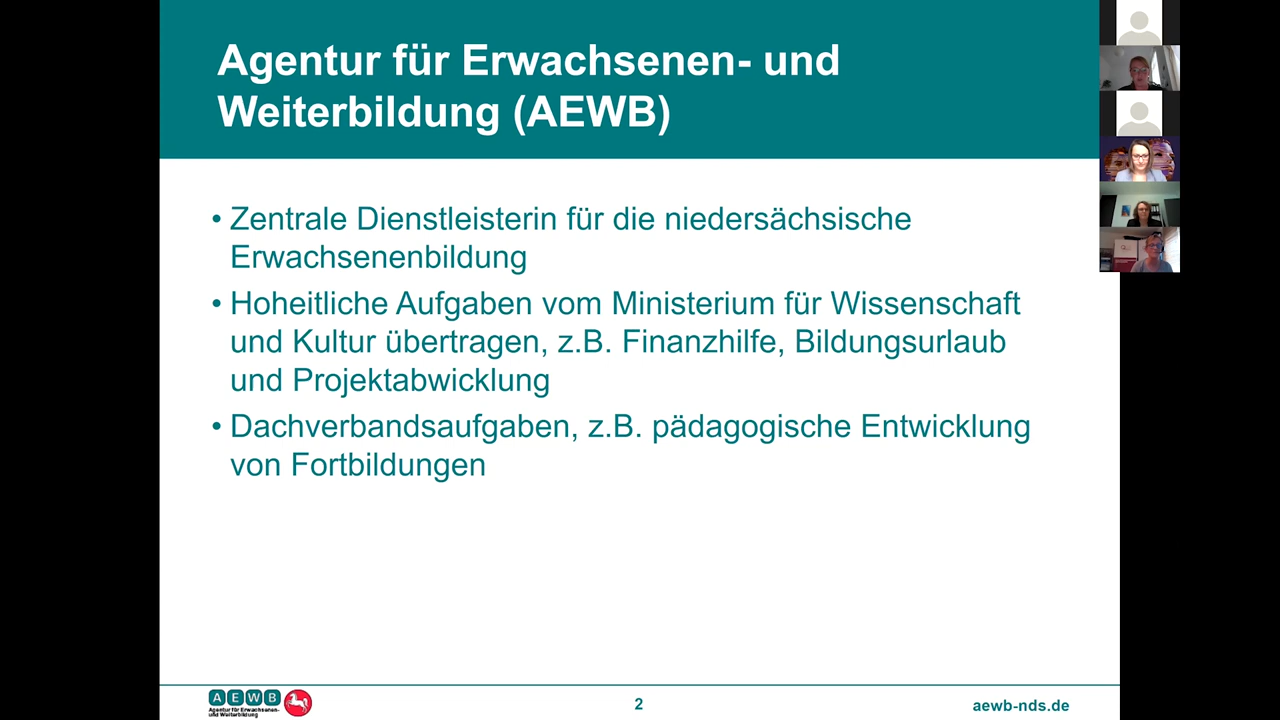 Agentur für Erwachsenen- und
Weiterbildung (AEWB)
• Zentrale Dienstleisterin für die niedersächsische
Erwachsenenbildung
• Hoheitliche Aufgaben vom Ministerium für Wissenschaft
und Kultur übertragen, z.B. Finanzhilfe, Bildungsurlaub
und Projektabwicklung
• Dachverbandsaufgaben, z.B. pädagogische Entwicklung
von Fortbildungen
AEWB
Agentur für Erwachsenen-
und Weiterbildung
2
aewb-nds.de